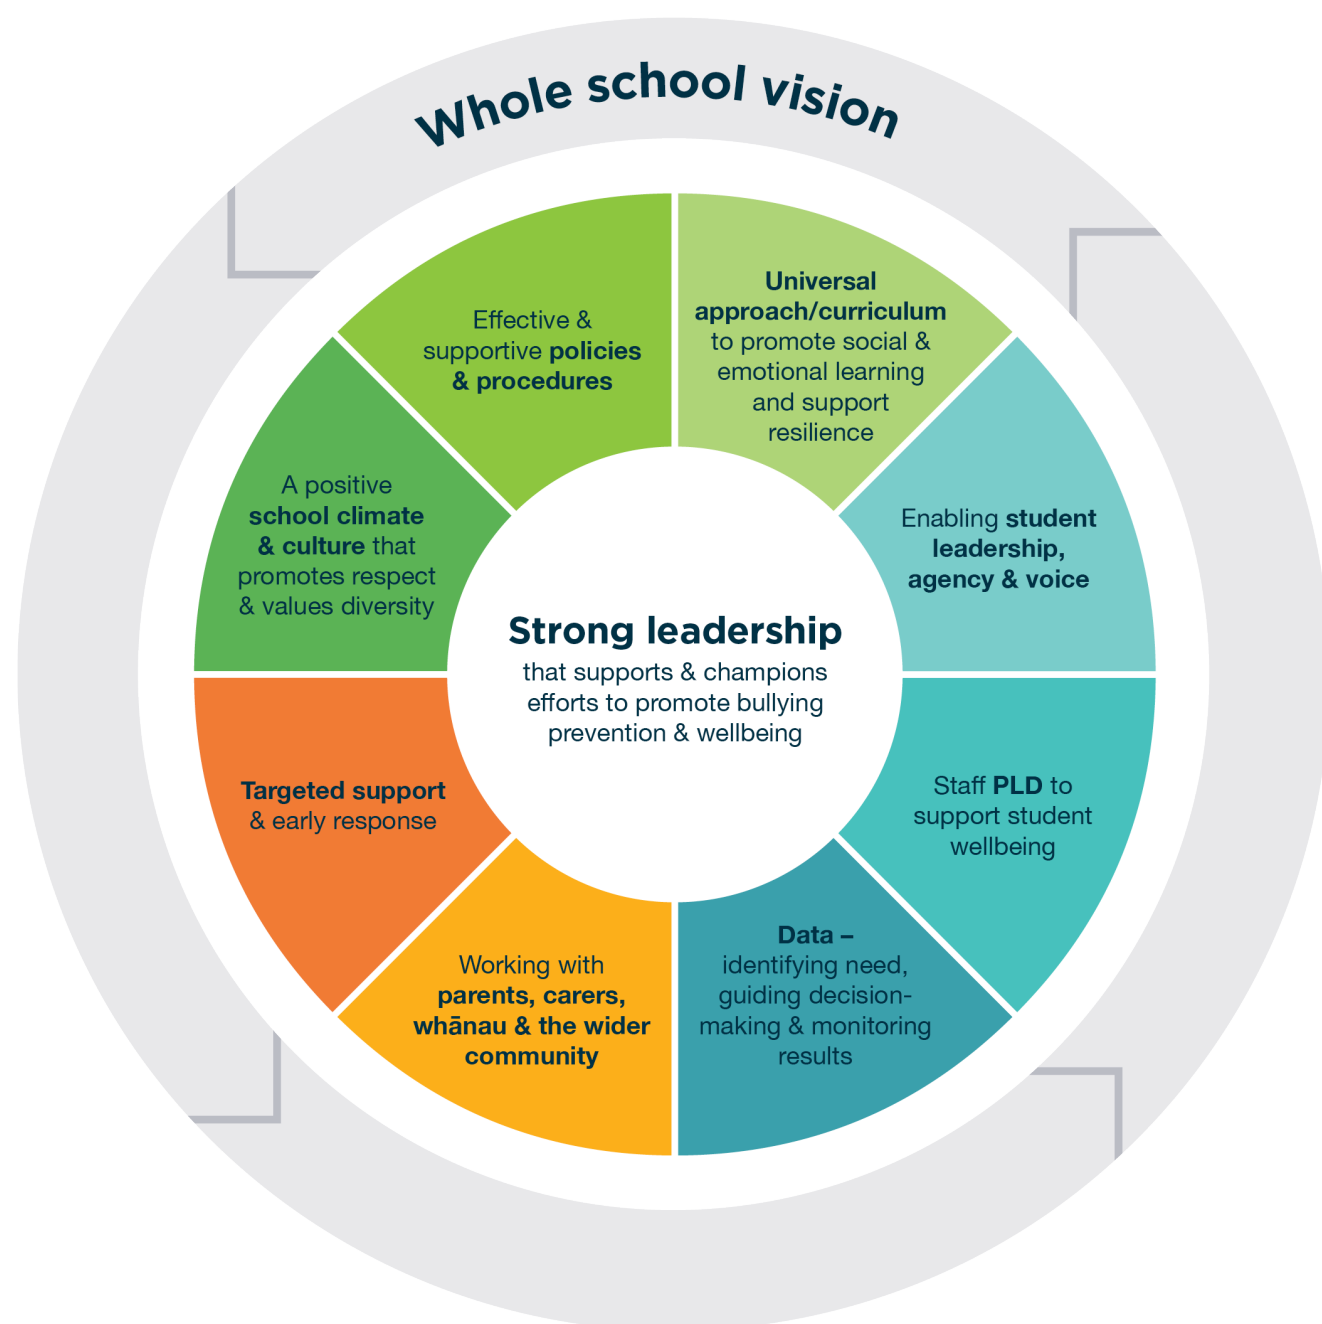 Whole school vision
Effective &
supportive policies
& procedures
Universal
approach/curriculum
to promote social &
emotional learning
and support
resilience
Enabling student
leadership,
agency & voice
Staff PLD to
support student
wellbeing
Data –
identifying need,
guiding decision-
making & monitoring
results
Working with
parents, carers,
whānau & the wider
community
Targeted support
& early response
A positive
school climate
& culture that
promotes respect
& values diversity
Strong leadership
that supports & champions
efforts to promote bullying
prevention & wellbeing